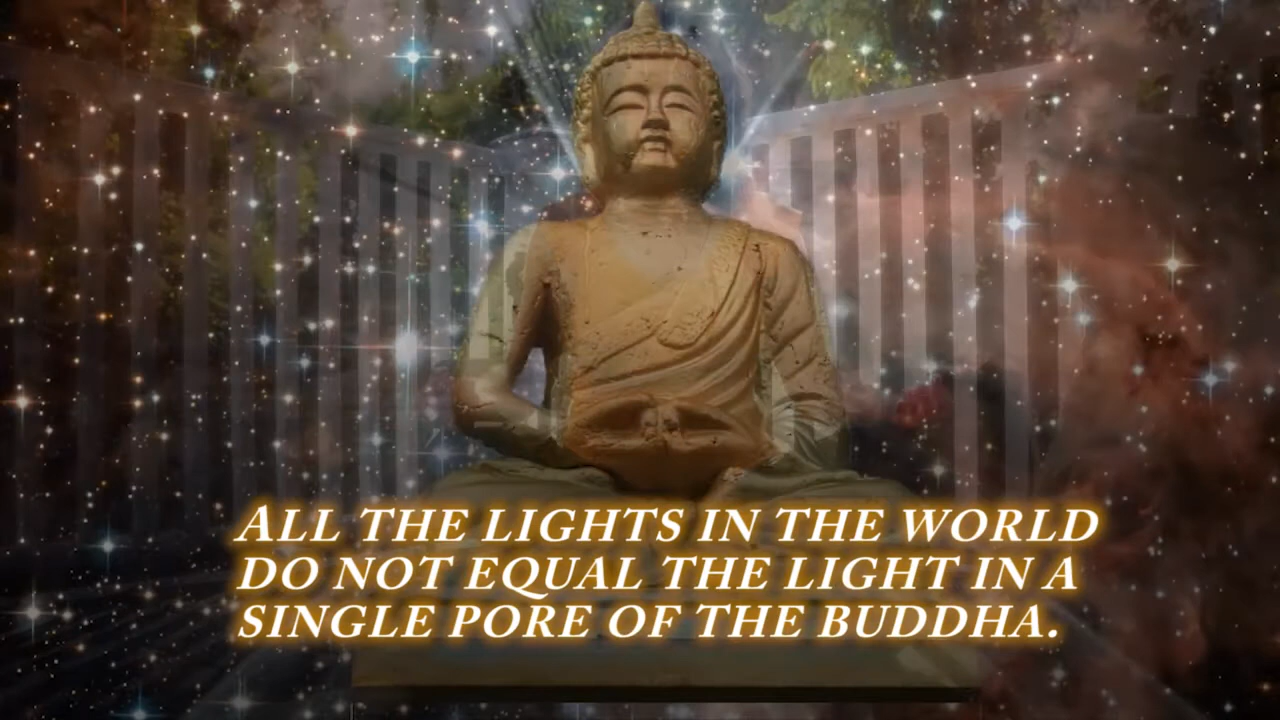 ALL THE LIGHTS IN THE WORLD
DO NOT EQUAL THE LIGHT IN A
SINGLE PORE OF THE BUDDHA.